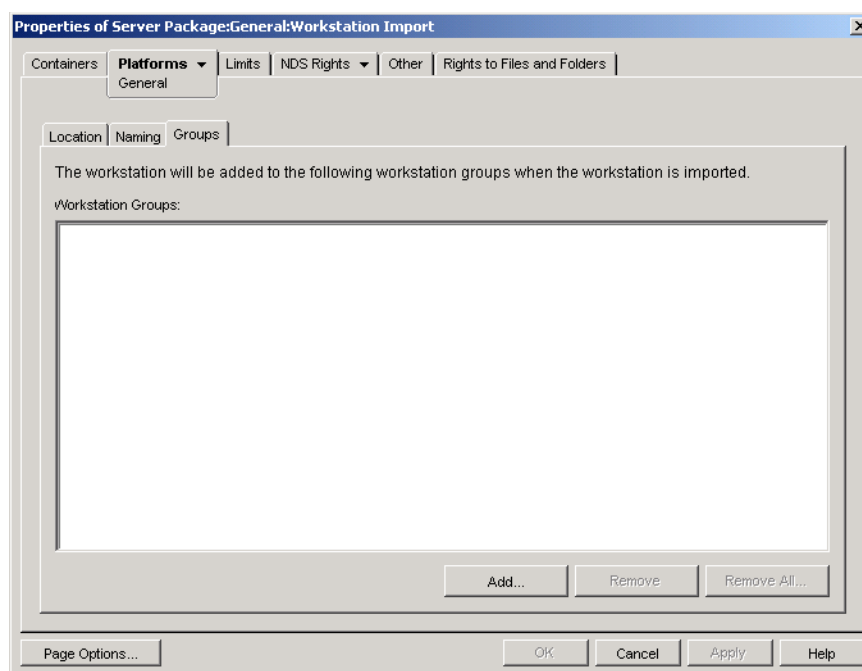 Properties of Server Package:General:Workstation Import
Containers Platforms Limits NDS Rights Other Rights to Files and Folders
General
Location Naming Groups
The workstation will be added to the following workstation groups when the workstation is imported.
Workstation Groups:
Add... Remove Remove All...
Page Options... OK Cancel Apply Help